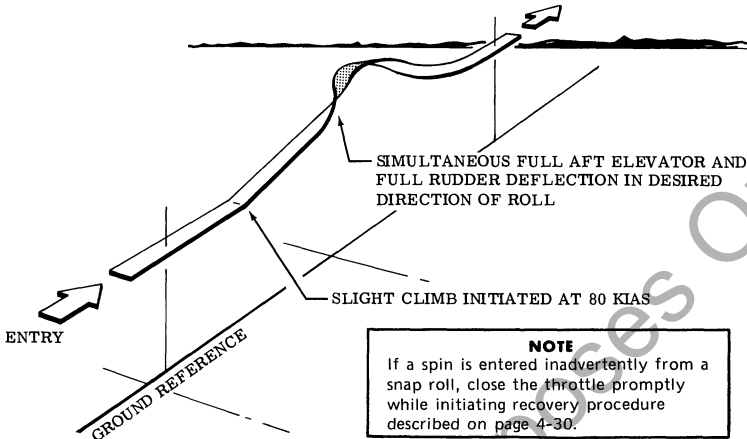 SIMULTANEOUS FULL AFT ELEVATOR AND
FULL RUDDER DEFLECTION IN DESIRED
DIRECTION OF ROLL
SLIGHT CLIMB INITIATED AT 80 KIAS
ENTRY
GROUND REFERENCE
NOTE
If a spin is entered inadvertently from a
snap roll, close the throttle promptly
while initiating recovery procedure
described on page 4-30.
oses O